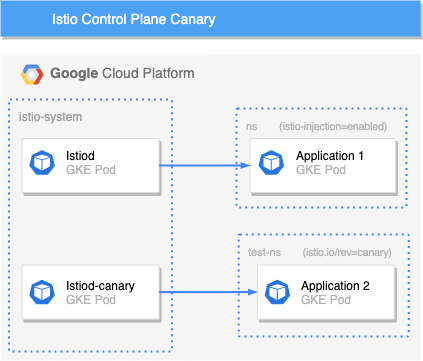 Istio Control Plane Canary
Google Cloud Platform
istio-system
Istiod
GKE Pod
ns (istio-injection=enabled)
Application 1
GKE Pod
Istiod-canary
GKE Pod
test-ns (istio.io/rev=canary)
Application 2
GKE Pod